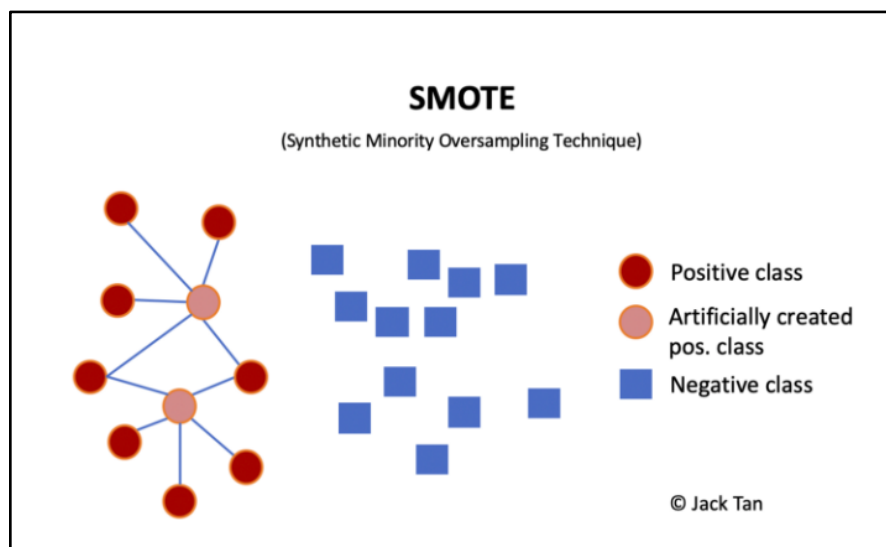 SMOTE
(Synthetic Minority Oversampling Technique)
Positive class
Artificially created
pos. class
Negative class
© Jack Tan